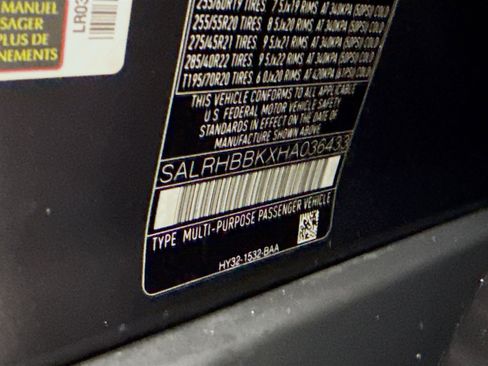 MANUEL
SAGER
PLUS DE
NEMENTS
LR03
255/60R19 TIRES 7.5Jx19 RIMS AT 340KPA (50PSI) COLD
255/55R20 TIRES 8.5Jx20 RIMS AT 340KPA (50PSI) COLD
275/45R21 TIRES 9.5Jx21 RIMS AT 340KPA (50PSI) COLD
285/40R22 TIRES 9.5Jx22 RIMS AT 340KPA (50PSI) COLD
T195/70R20 TIRES 6.0Jx20 RIMS AT 420KPA (61PSI) COLD
THIS VEHICLE CONFORMS TO ALL APPLICABLE
U.S. FEDERAL MOTOR VEHICLE SAFETY
STANDARDS IN EFFECT ON THE DATE OF
MANUFACTURE SHOWN ABOVE.
SALRHBBKXHA036433
TYPE MULTI-PURPOSE PASSENGER VEHICLE
HY32-1532-BAA